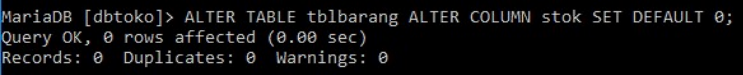 MariaDB [dbtoko]> ALTER TABLE tblbarang ALTER COLUMN stok SET DEFAULT 0;
Query OK, 0 rows affected (0.00 sec)
Records: 0  Duplicates: 0  Warnings: 0